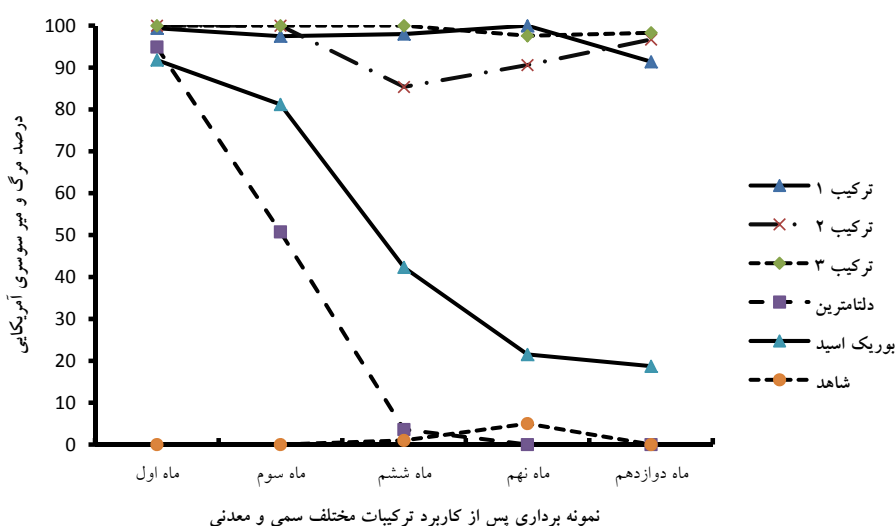 درصد مرگ و میر سوسری آمریکایی
100
90
80
70
60
50
40
30
20
10
0
ماه اول
ماه سوم
ماه ششم
ماه نهم
ماه دوازدهم
نمونه برداری پس از کاربرد ترکیبات مختلف سمی و معدنی
ترکیب ۱
ترکیب ۲
ترکیب ۳
دلتامترین
بوریک اسید
شاهد